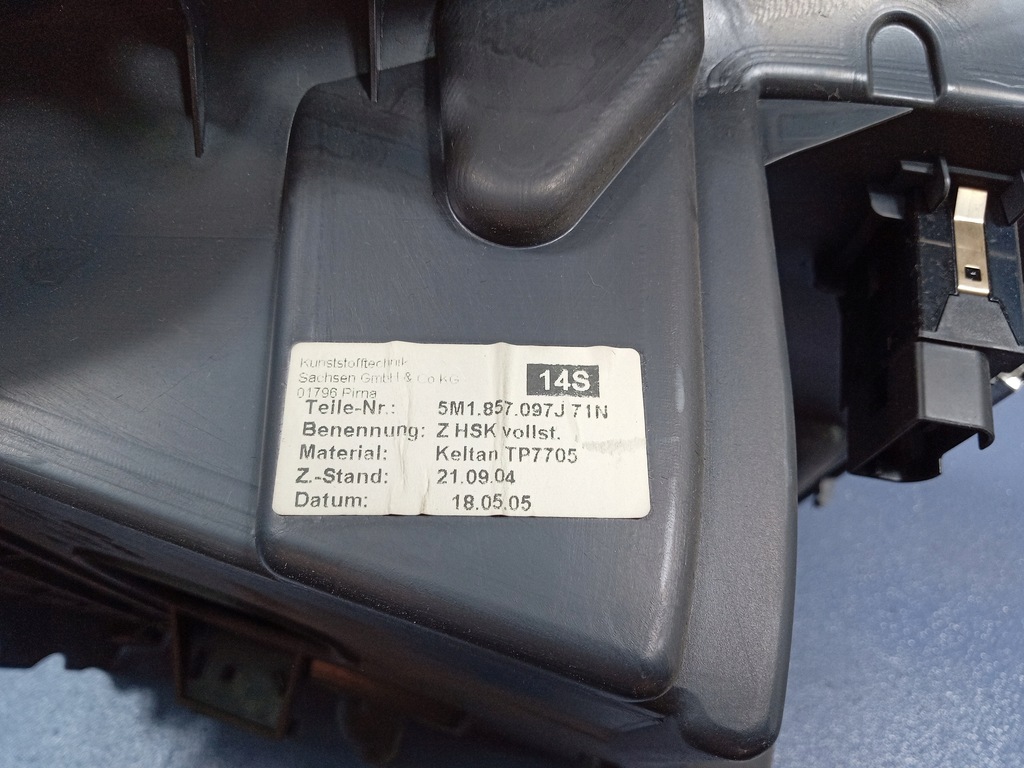 Kunststofftechnik
Sachsen GmbH & Co KG
01796 Pirna
14S
Teile-Nr.: 5M1.857.097J 71N
Benennung: Z HSK vollst.
Material: Keltan TP7705
Z.-Stand: 21.09.04
Datum: 18.05.05